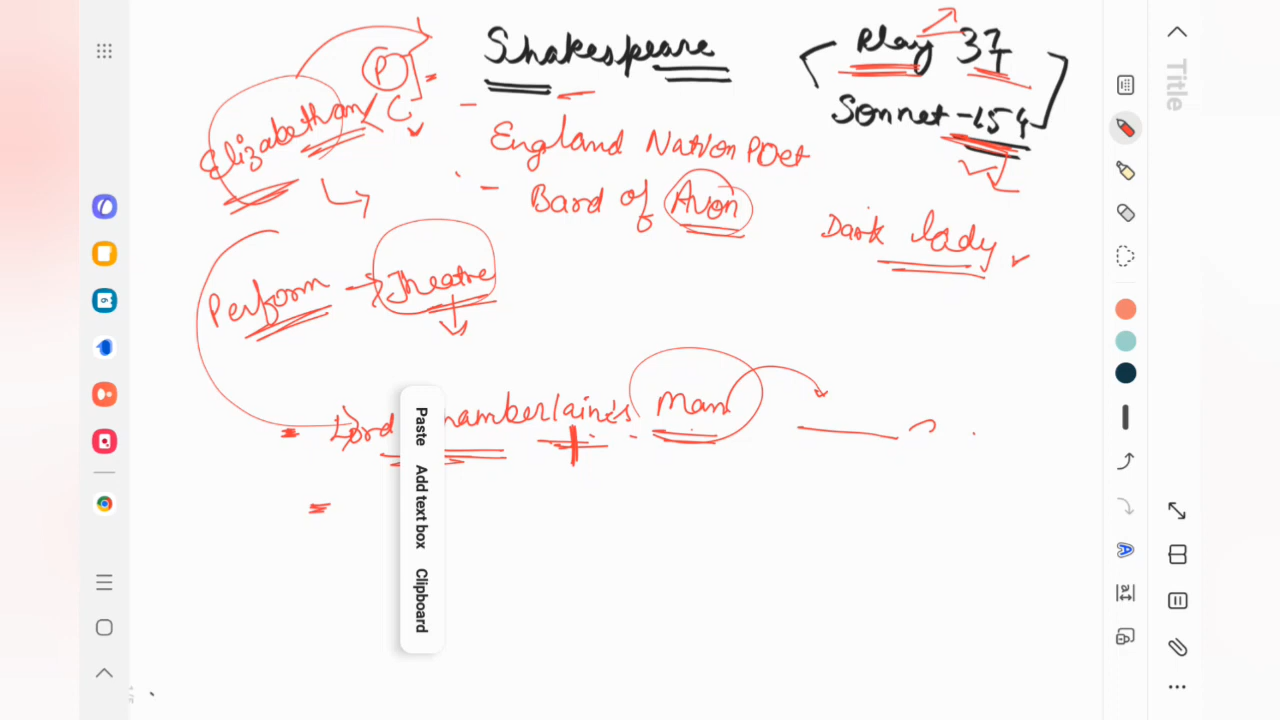 Shakespeare
Play 37
Sonnet - 154
Elizabethan
P
C
- England Nation Poet
- Bard of Avon
Dark lady
Perform → Theatre
= Lord Chamberlain's Man
=
Paste
Add text box
Clipboard
Title